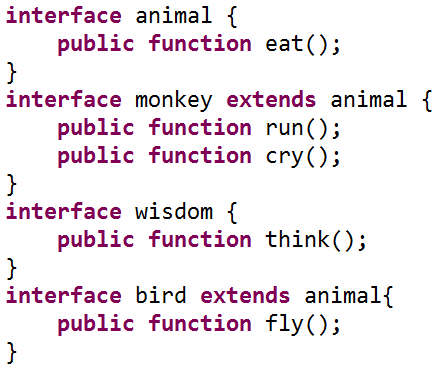 interface animal {
    public function eat();
}
interface monkey extends animal {
    public function run();
    public function cry();
}
interface wisdom {
    public function think();
}
interface bird extends animal{
    public function fly();
}